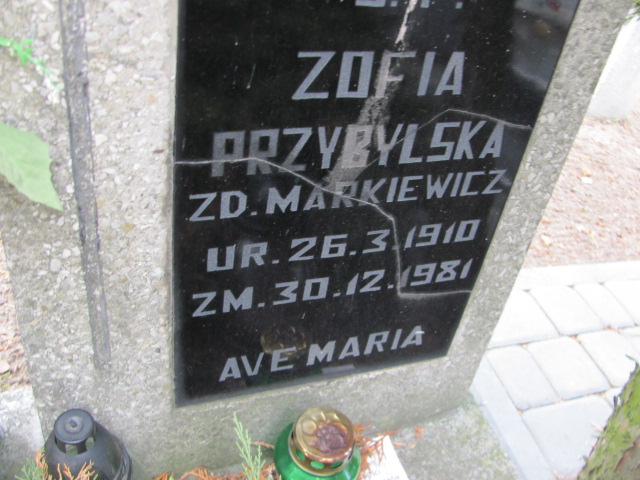 ZOFIA
PRZYBYLSKA
ZD. MARKIEWICZ
UR. 26.3.1910
ZM. 30.12.1981
AVE MARIA